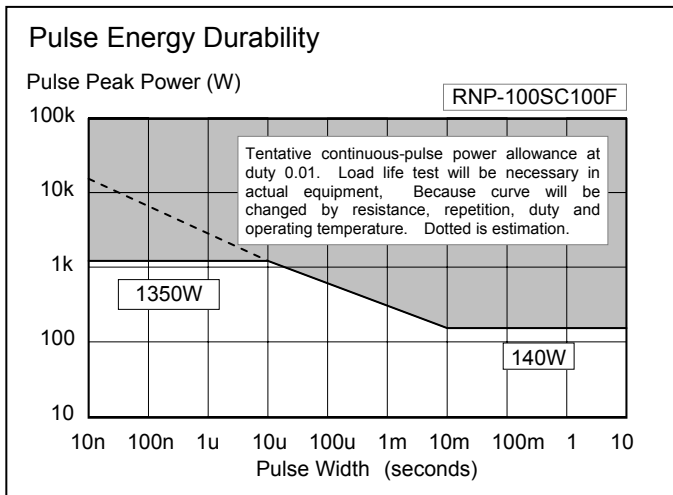 Pulse Energy Durability
Pulse Peak Power (W)
RNP-100SC100F
100k
Tentative continuous-pulse power allowance at
duty 0.01. Load life test will be necessary in
actual equipment, Because curve will be
changed by resistance, repetition, duty and
operating temperature. Dotted is estimation.
10k
1k
1350W
100
140W
10
10n 100n 1u 10u 100u 1m 10m 100m 1 10
Pulse Width (seconds)